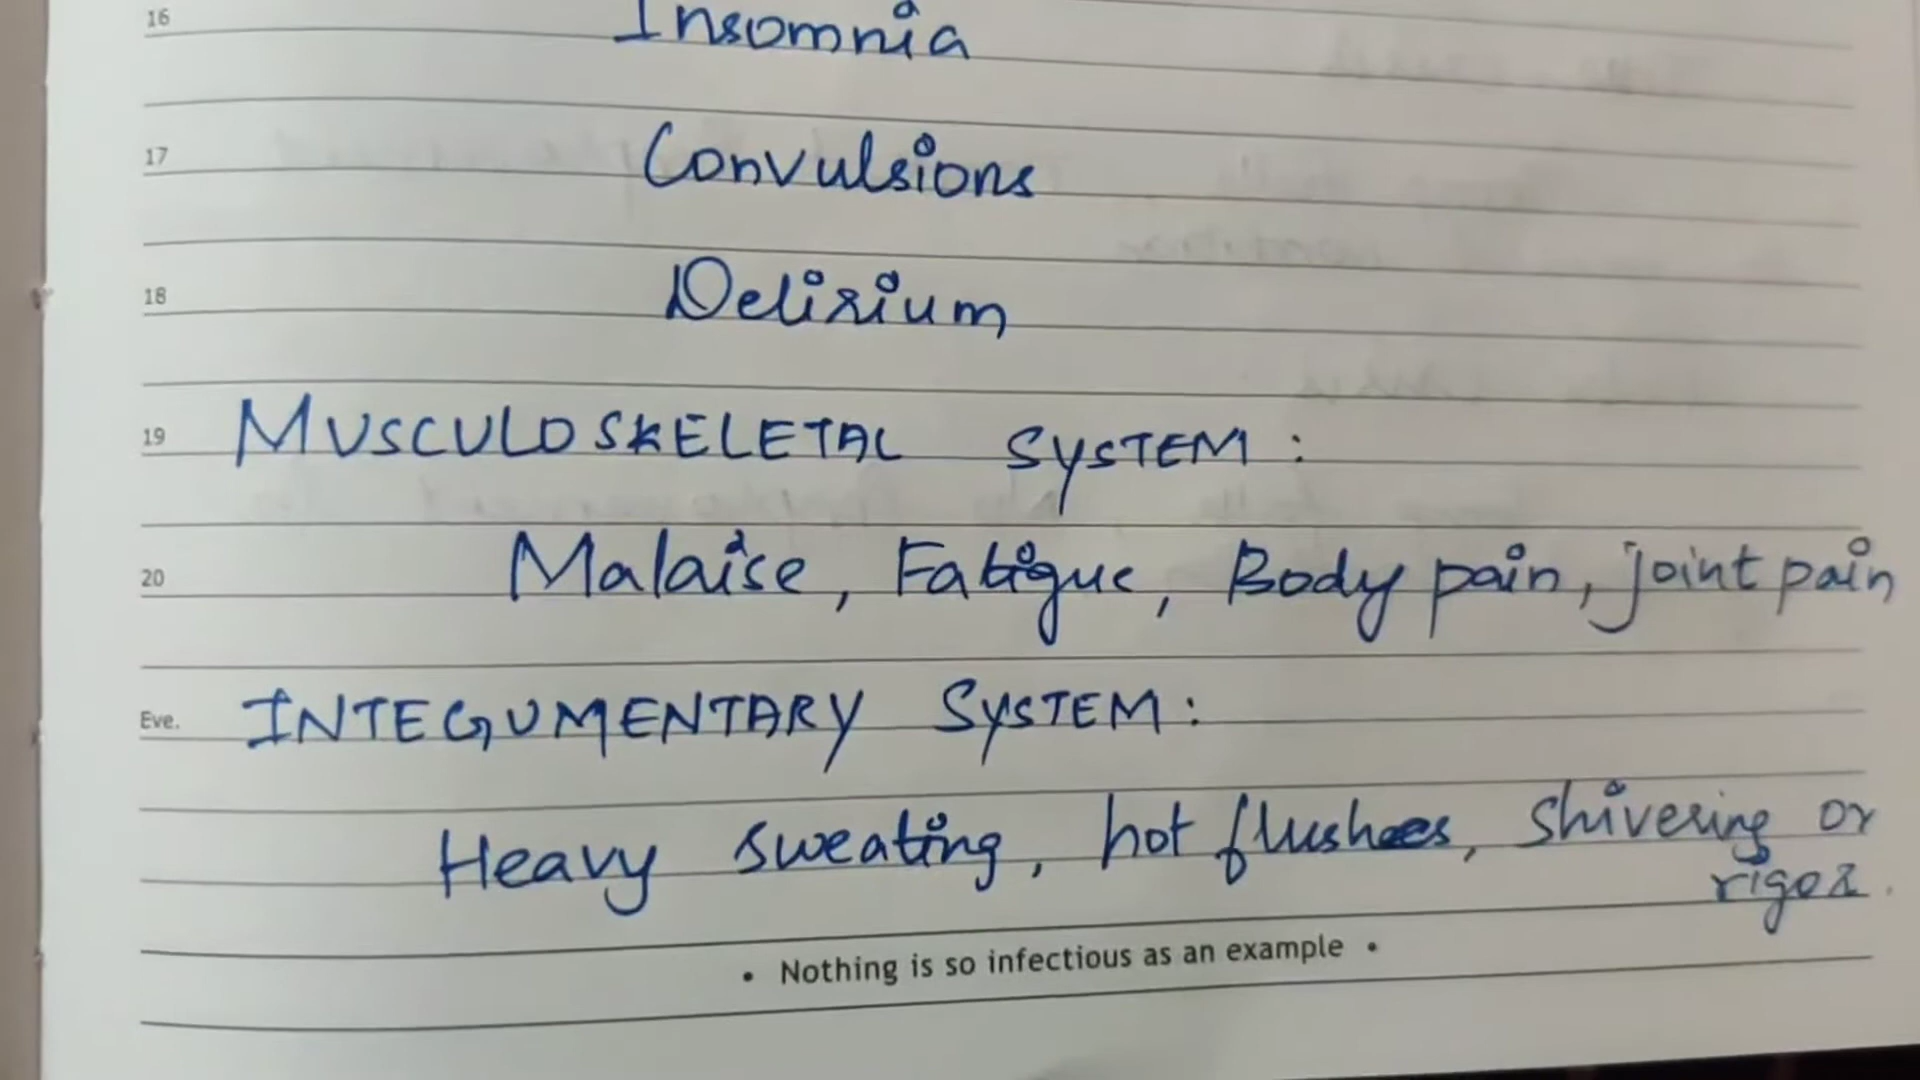 16 Insomnia
17 Convulsions
18 Delirium
19 MUSCULOSKELETAL SYSTEM :
20 Malaise, Fatigue, Body pain, joint pain
Eve. INTEGUMENTARY SYSTEM :
Heavy sweating, hot flushes, shivering or
rigor.
• Nothing is so infectious as an example •